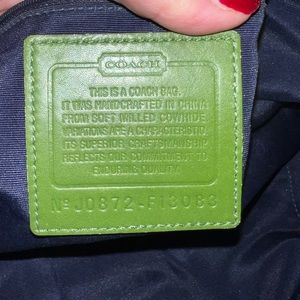 COACH
THIS IS A COACH BAG.
IT WAS HANDCRAFTED IN CHINA
FROM SOFT MILLED COWHIDE
VARIATIONS ARE A CHARACTERISTIC.
ITS SUPERIOR CRAFTSMANSHIP
REFLECTS OUR COMMITMENT TO
ENDURING QUALITY.
Nº J0872-F13083